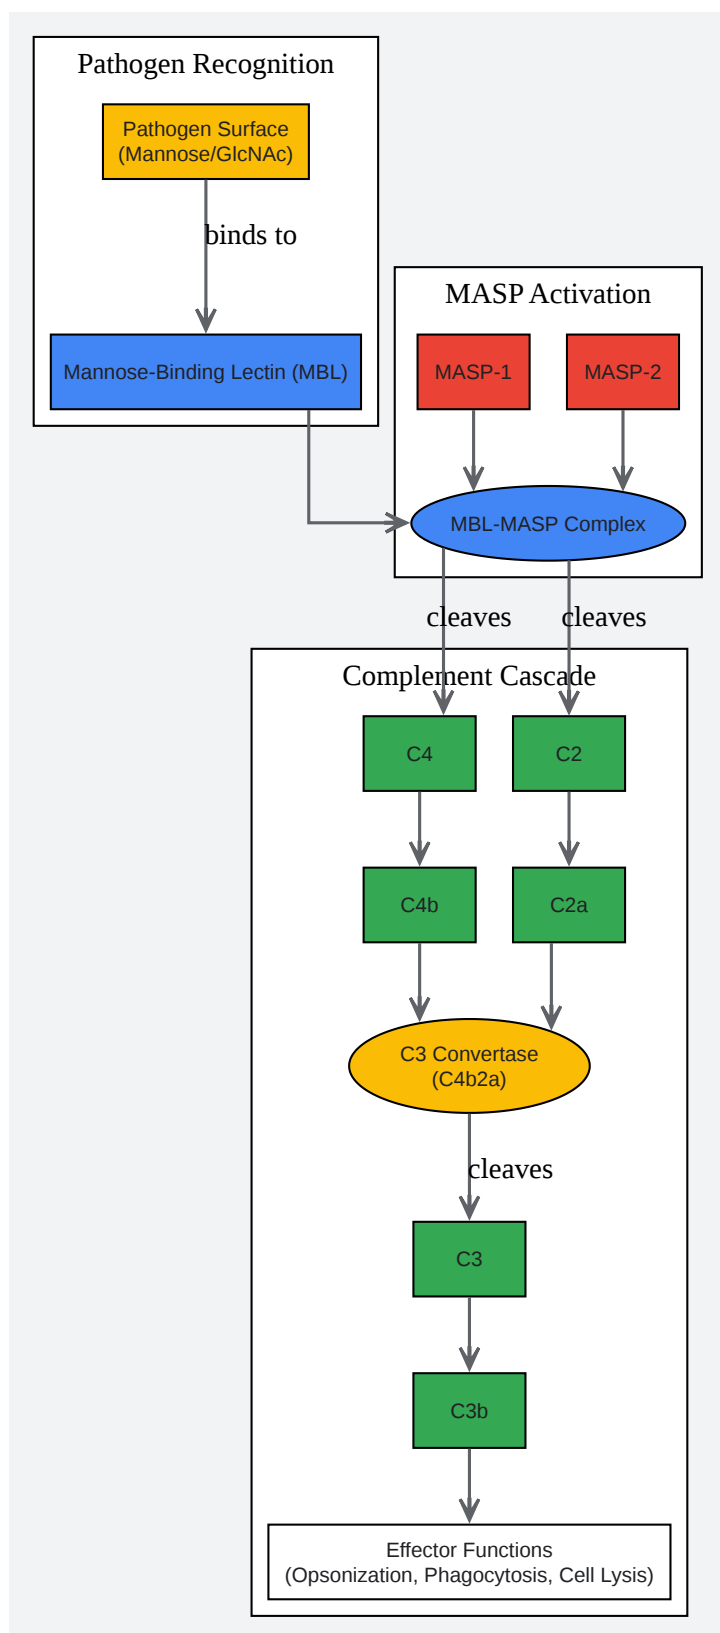 Pathogen Recognition
Pathogen Surface
(Mannose/GlcNAc)
binds to
Mannose-Binding Lectin (MBL)
MASP Activation
MASP-1
MASP-2
MBL-MASP Complex
cleaves
cleaves
Complement Cascade
C4
C2
C4b
C2a
C3 Convertase
(C4b2a)
cleaves
C3
C3b
Effector Functions
(Opsonization, Phagocytosis, Cell Lysis)